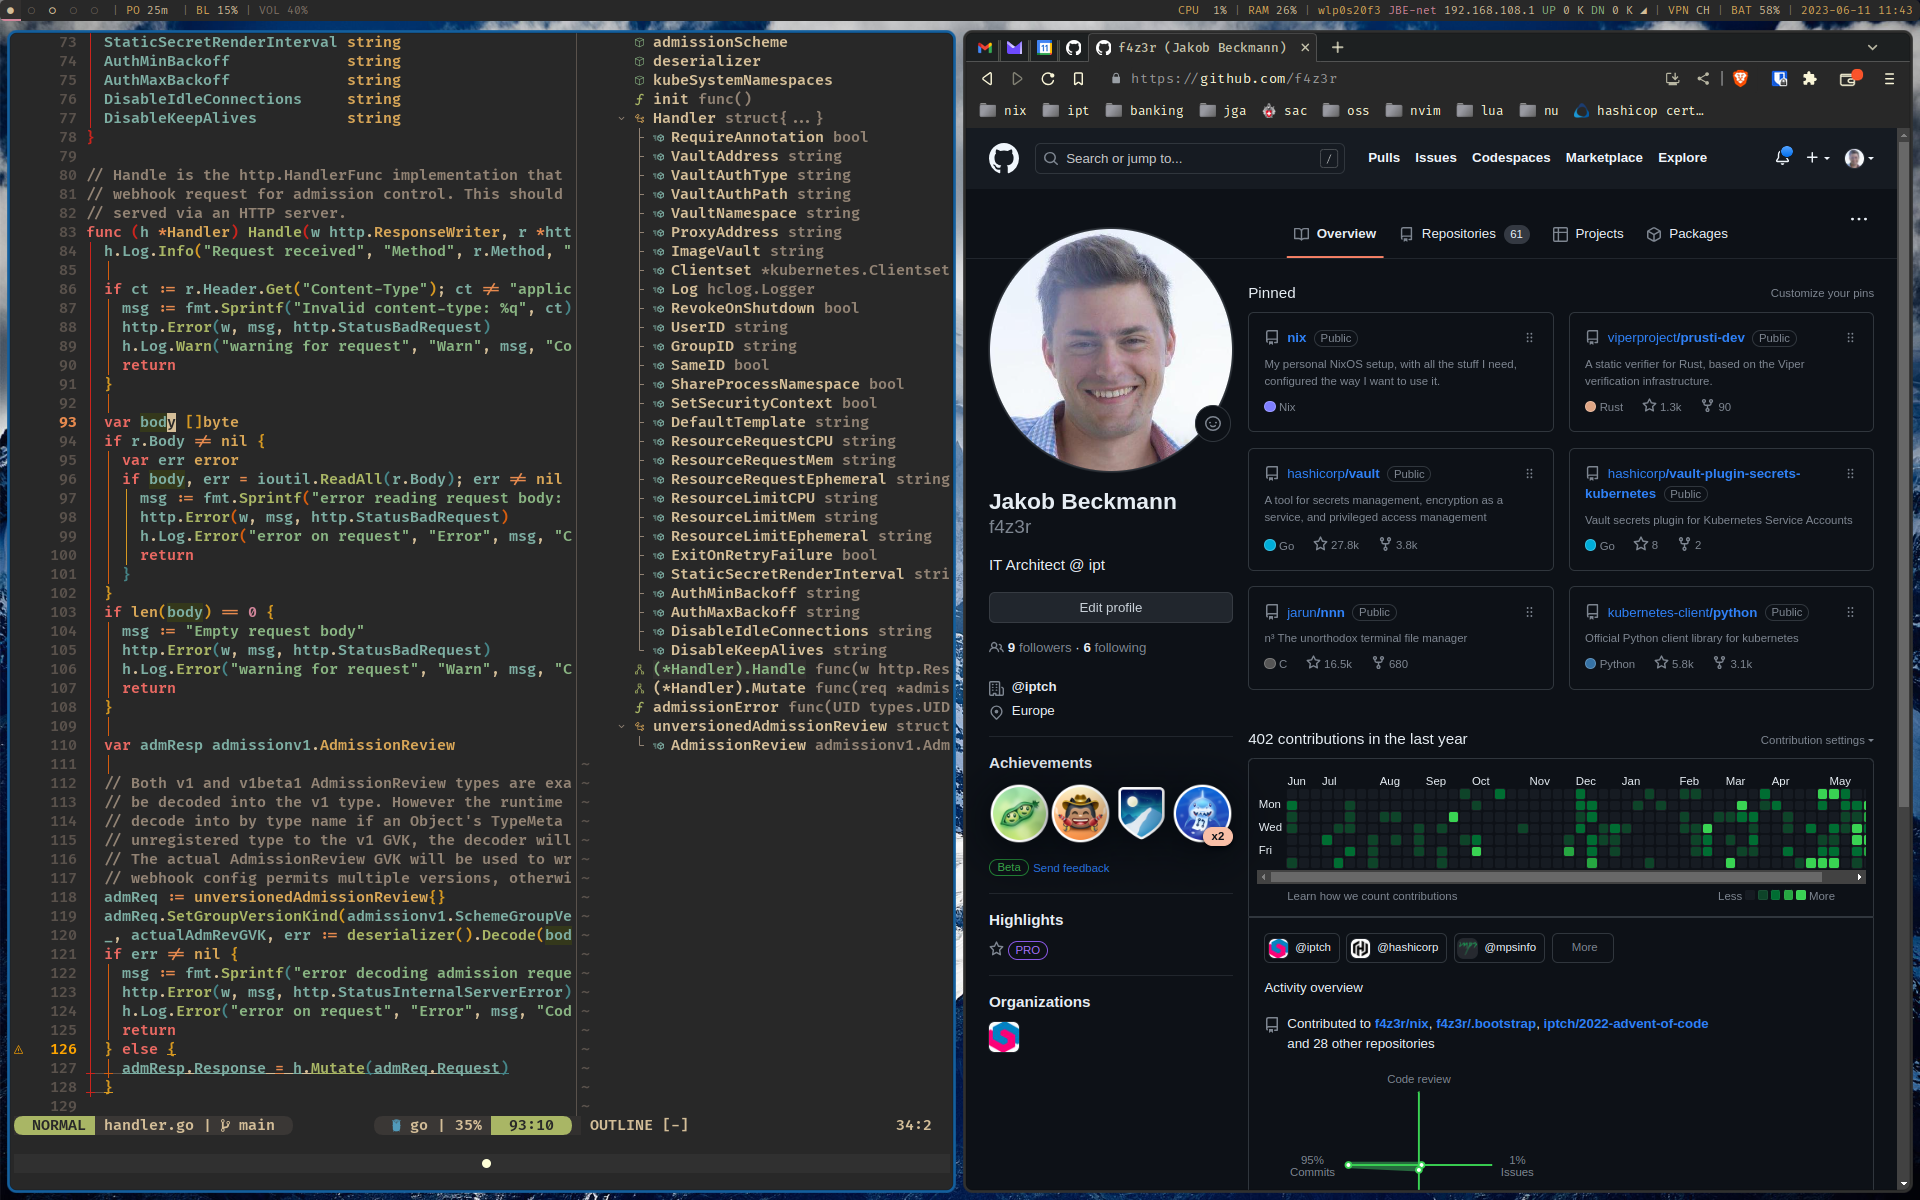 PO 25m | BL 15% | VOL 40%
CPU 1% | RAM 26% | wlp0s20f3 JBE-net 192.168.108.1 UP 0 K DN 0 K | VPN CH | BAT 58% | 2023-06-11 11:43
73 StaticSecretRenderInterval string
74 AuthMinBackoff string
75 AuthMaxBackoff string
76 DisableIdleConnections string
77 DisableKeepAlives string
78 }
79
80 // Handle is the http.HandlerFunc implementation that
81 // webhook request for admission control. This should
82 // served via an HTTP server.
83 func (h *Handler) Handle(w http.ResponseWriter, r *htt
84 h.Log.Info("Request received", "Method", r.Method, "
85
86 if ct := r.Header.Get("Content-Type"); ct ≠ "applic
87 msg := fmt.Sprintf("Invalid content-type: %q", ct)
88 http.Error(w, msg, http.StatusBadRequest)
89 h.Log.Warn("warning for request", "Warn", msg, "Co
90 return
91 }
92
93 var body []byte
94 if r.Body ≠ nil {
95 var err error
96 if body, err = ioutil.ReadAll(r.Body); err ≠ nil
97 msg := fmt.Sprintf("error reading request body:
98 http.Error(w, msg, http.StatusBadRequest)
99 h.Log.Error("error on request", "Error", msg, "C
100 return
101 }
102 }
103 if len(body) == 0 {
104 msg := "Empty request body"
105 http.Error(w, msg, http.StatusBadRequest)
106 h.Log.Error("warning for request", "Warn", msg, "C
107 return
108 }
109
110 var admResp admissionv1.AdmissionReview
111
112 // Both v1 and v1beta1 AdmissionReview types are exa
113 // be decoded into the v1 type. However the runtime
114 // decode into by type name if an Object's TypeMeta
115 // unregistered type to the v1 GVK, the decoder will
116 // The actual AdmissionReview GVK will be used to wr
117 // webhook config permits multiple versions, otherwi
118 admReq := unversionedAdmissionReview{}
119 admReq.SetGroupVersionKind(admissionv1.SchemeGroupVe
120 _, actualAdmRevGVK, err := deserializer().Decode(bod
121 if err ≠ nil {
122 msg := fmt.Sprintf("error decoding admission reque
123 http.Error(w, msg, http.StatusInternalServerError)
124 h.Log.Error("error on request", "Error", msg, "Cod
125 return
126 } else {
127 admResp.Response = h.Mutate(admReq.Request)
128 }
129
NORMAL handler.go | main go | 35% 93:10
admissionScheme
deserializer
kubeSystemNamespaces
init func()
Handler struct{...}
RequireAnnotation bool
VaultAddress string
VaultAuthType string
VaultAuthPath string
VaultNamespace string
ProxyAddress string
ImageVault string
Clientset *kubernetes.Clientset
Log hclog.Logger
RevokeOnShutdown bool
UserID string
GroupID string
SameID bool
ShareProcessNamespace bool
SetSecurityContext bool
DefaultTemplate string
ResourceRequestCPU string
ResourceRequestMem string
ResourceRequestEphemeral string
ResourceLimitCPU string
ResourceLimitMem string
ResourceLimitEphemeral string
ExitOnRetryFailure bool
StaticSecretRenderInterval stri
AuthMinBackoff string
AuthMaxBackoff string
DisableIdleConnections string
DisableKeepAlives string
(*Handler).Handle func(w http.Res
(*Handler).Mutate func(req *admis
admissionError func(UID types.UID
unversionedAdmissionReview struct
AdmissionReview admissionv1.Adm
OUTLINE [-] 34:2
f4z3r (Jakob Beckmann)
https://github.com/f4z3r
nix ipt banking jga sac oss nvim lua nu hashicop cert…
Search or jump to... /
Pulls Issues Codespaces Marketplace Explore
Overview Repositories 61 Projects Packages
Jakob Beckmann
f4z3r
IT Architect @ ipt
Edit profile
9 followers · 6 following
@iptch
Europe
Achievements
x2
Beta Send feedback
Highlights
PRO
Organizations
Pinned
Customize your pins
nix Public
My personal NixOS setup, with all the stuff I need,
configured the way I want to use it.
Nix
viperproject/prusti-dev Public
A static verifier for Rust, based on the Viper
verification infrastructure.
Rust 1.3k 90
hashicorp/vault Public
A tool for secrets management, encryption as a
service, and privileged access management
Go 27.8k 3.8k
hashicorp/vault-plugin-secrets-
kubernetes Public
Vault secrets plugin for Kubernetes Service Accounts
Go 8 2
jarun/nnn Public
n³ The unorthodox terminal file manager
C 16.5k 680
kubernetes-client/python Public
Official Python client library for kubernetes
Python 5.8k 3.1k
402 contributions in the last year
Contribution settings
Jun Jul Aug Sep Oct Nov Dec Jan Feb Mar Apr May
Mon
Wed
Fri
Learn how we count contributions
Less More
@iptch @hashicorp @mpsinfo More
Activity overview
Contributed to f4z3r/nix, f4z3r/.bootstrap, iptch/2022-advent-of-code
and 28 other repositories
Code review
95%
Commits
1%
Issues